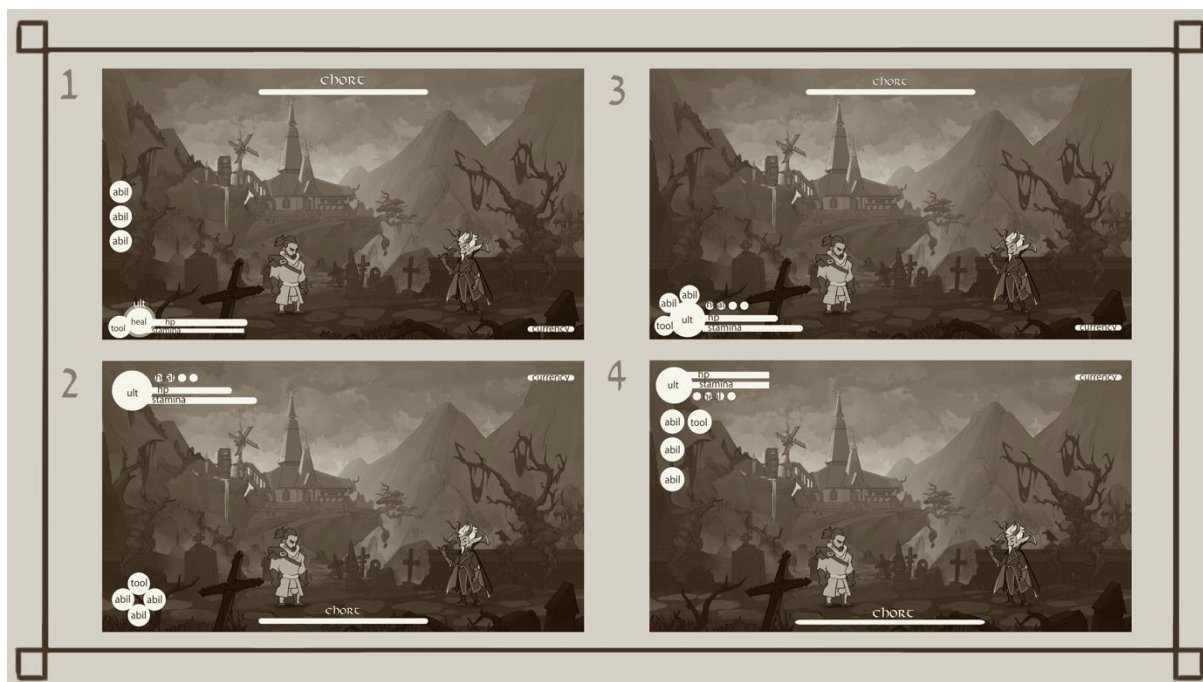 1
chort
abil
abil
abil
ult
heal
tool
hp
stamina
currency
2
heal
currency
ult
hp
stamina
tool
abil abil
abil
chort
3
chort
abil
abil
heal
tool
ult
hp
stamina
currency
4
hp
currency
ult
stamina
heal
abil tool
abil
abil
chort